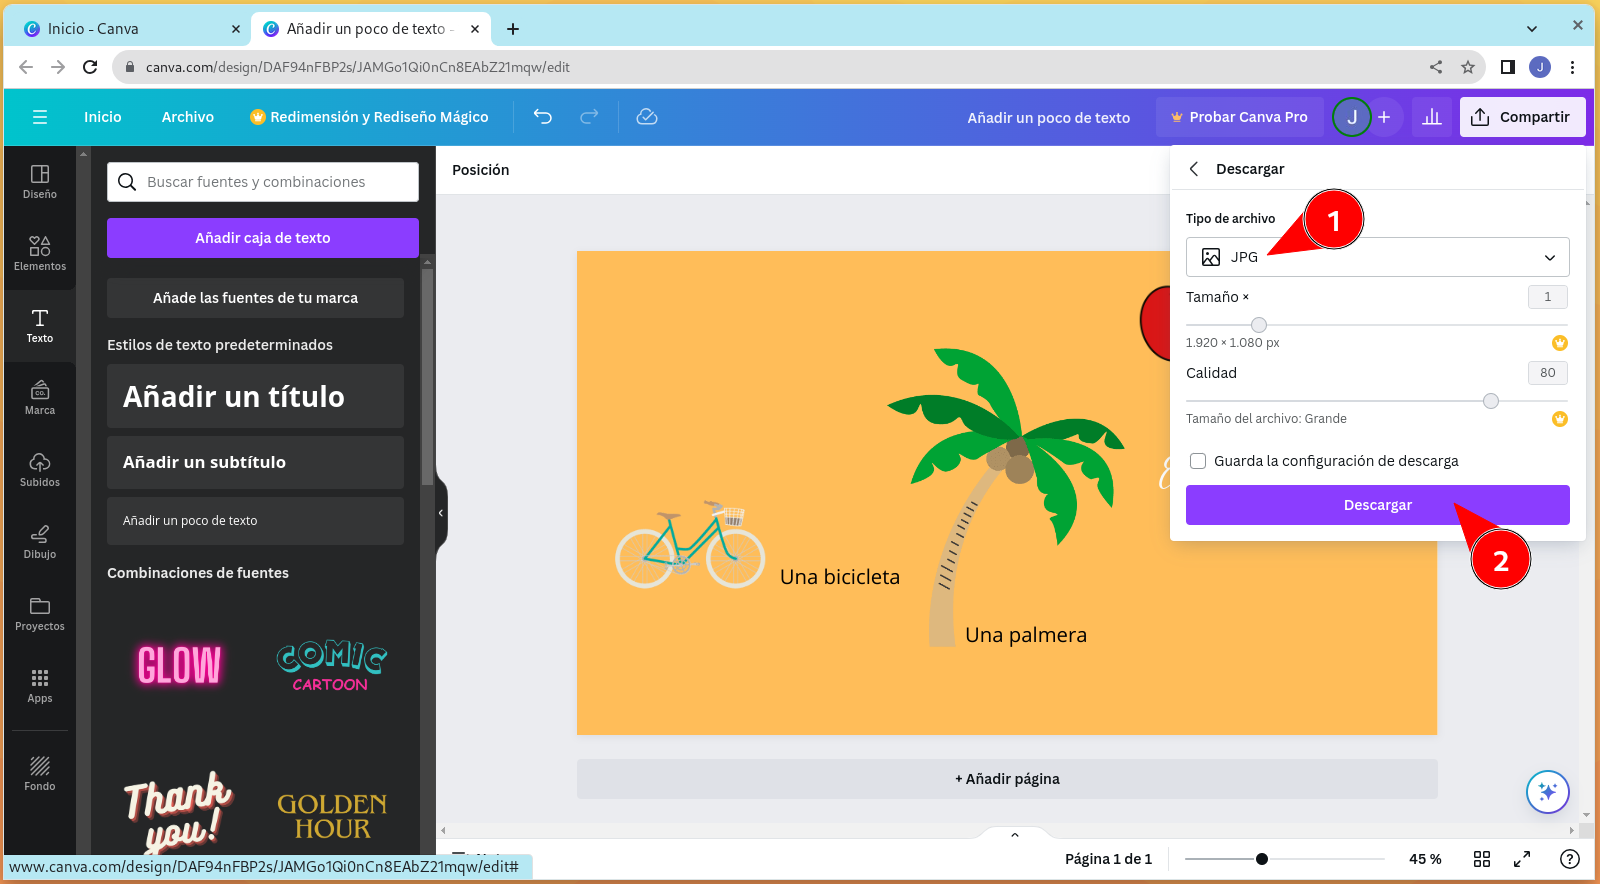 Inicio - Canva
Añadir un poco de texto -
canva.com/design/DAF94nFBP2s/JAMGo1Qi0nCn8EAbZ21mqw/edit
J
Inicio
Archivo
Redimensión y Rediseño Mágico
Añadir un poco de texto
Probar Canva Pro
J
Compartir
Diseño
Elementos
Texto
Marca
Subidos
Dibujo
Proyectos
Apps
Fondo
Buscar fuentes y combinaciones
Añadir caja de texto
Añade las fuentes de tu marca
Estilos de texto predeterminados
Añadir un título
Añadir un subtítulo
Añadir un poco de texto
Combinaciones de fuentes
GLOW
COMIC
CARTOON
Thank
you!
GOLDEN
HOUR
Posición
Una bicicleta
Una palmera
+ Añadir página
Descargar
Tipo de archivo
1
JPG
Tamaño ×
1
1.920 × 1.080 px
Calidad
80
Tamaño del archivo: Grande
Guarda la configuración de descarga
Descargar
2
Página 1 de 1
45 %
www.canva.com/design/DAF94nFBP2s/JAMGo1Qi0nCn8EAbZ21mqw/edit#